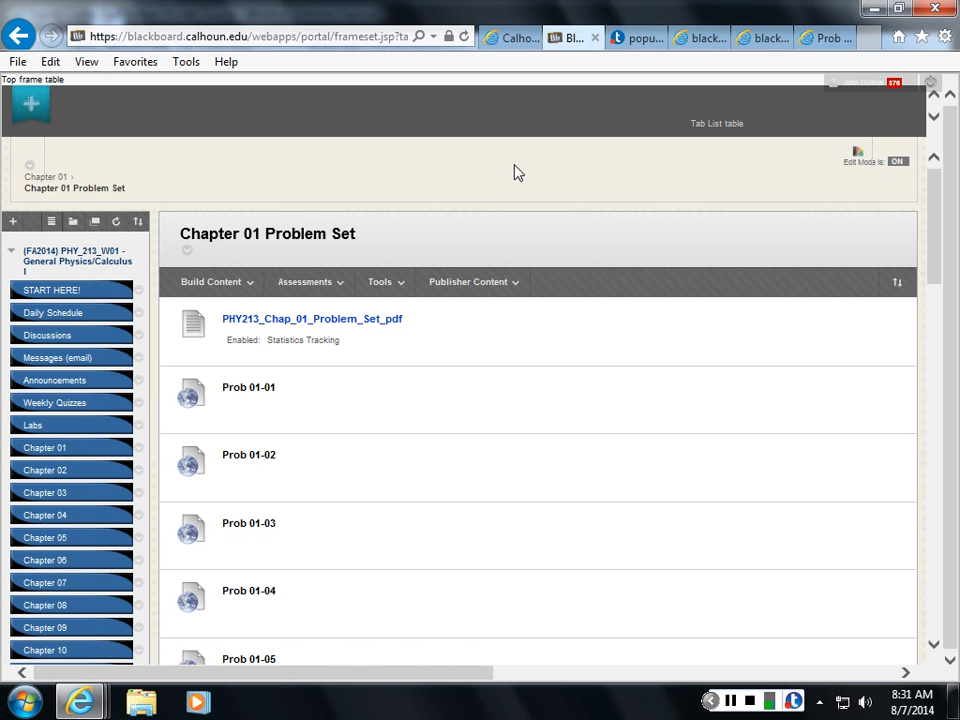 https://blackboard.calhoun.edu/webapps/portal/frameset.jsp?ta
Calho...
Bl...
popu...
black...
black...
Prob ...
File Edit View Favorites Tools Help
Top frame table
376
Tab List table
Edit Mode is: ON
Chapter 01 >
Chapter 01 Problem Set
(FA2014) PHY_213_W01 -
General Physics/Calculus
I
START HERE!
Daily Schedule
Discussions
Messages (email)
Announcements
Weekly Quizzes
Labs
Chapter 01
Chapter 02
Chapter 03
Chapter 04
Chapter 05
Chapter 06
Chapter 07
Chapter 08
Chapter 09
Chapter 10
Chapter 01 Problem Set
Build Content Assessments Tools Publisher Content
PHY213_Chap_01_Problem_Set_pdf
Enabled: Statistics Tracking
Prob 01-01
Prob 01-02
Prob 01-03
Prob 01-04
Prob 01-05
8:31 AM
8/7/2014